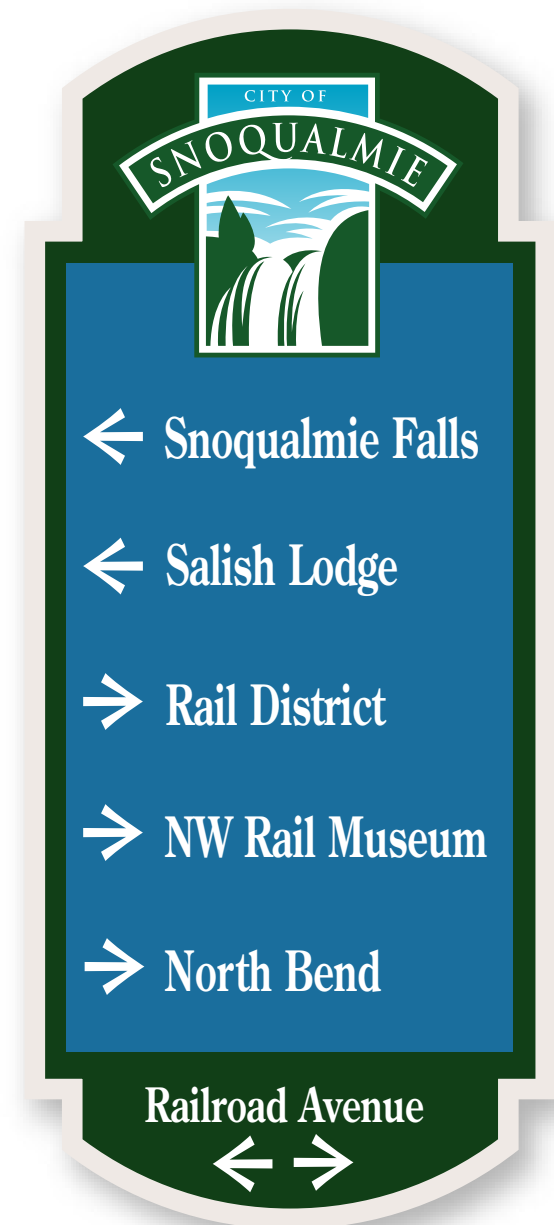 CITY OF
SNOQUALMIE
Snoqualmie Falls
Salish Lodge
Rail District
NW Rail Museum
North Bend
Railroad Avenue